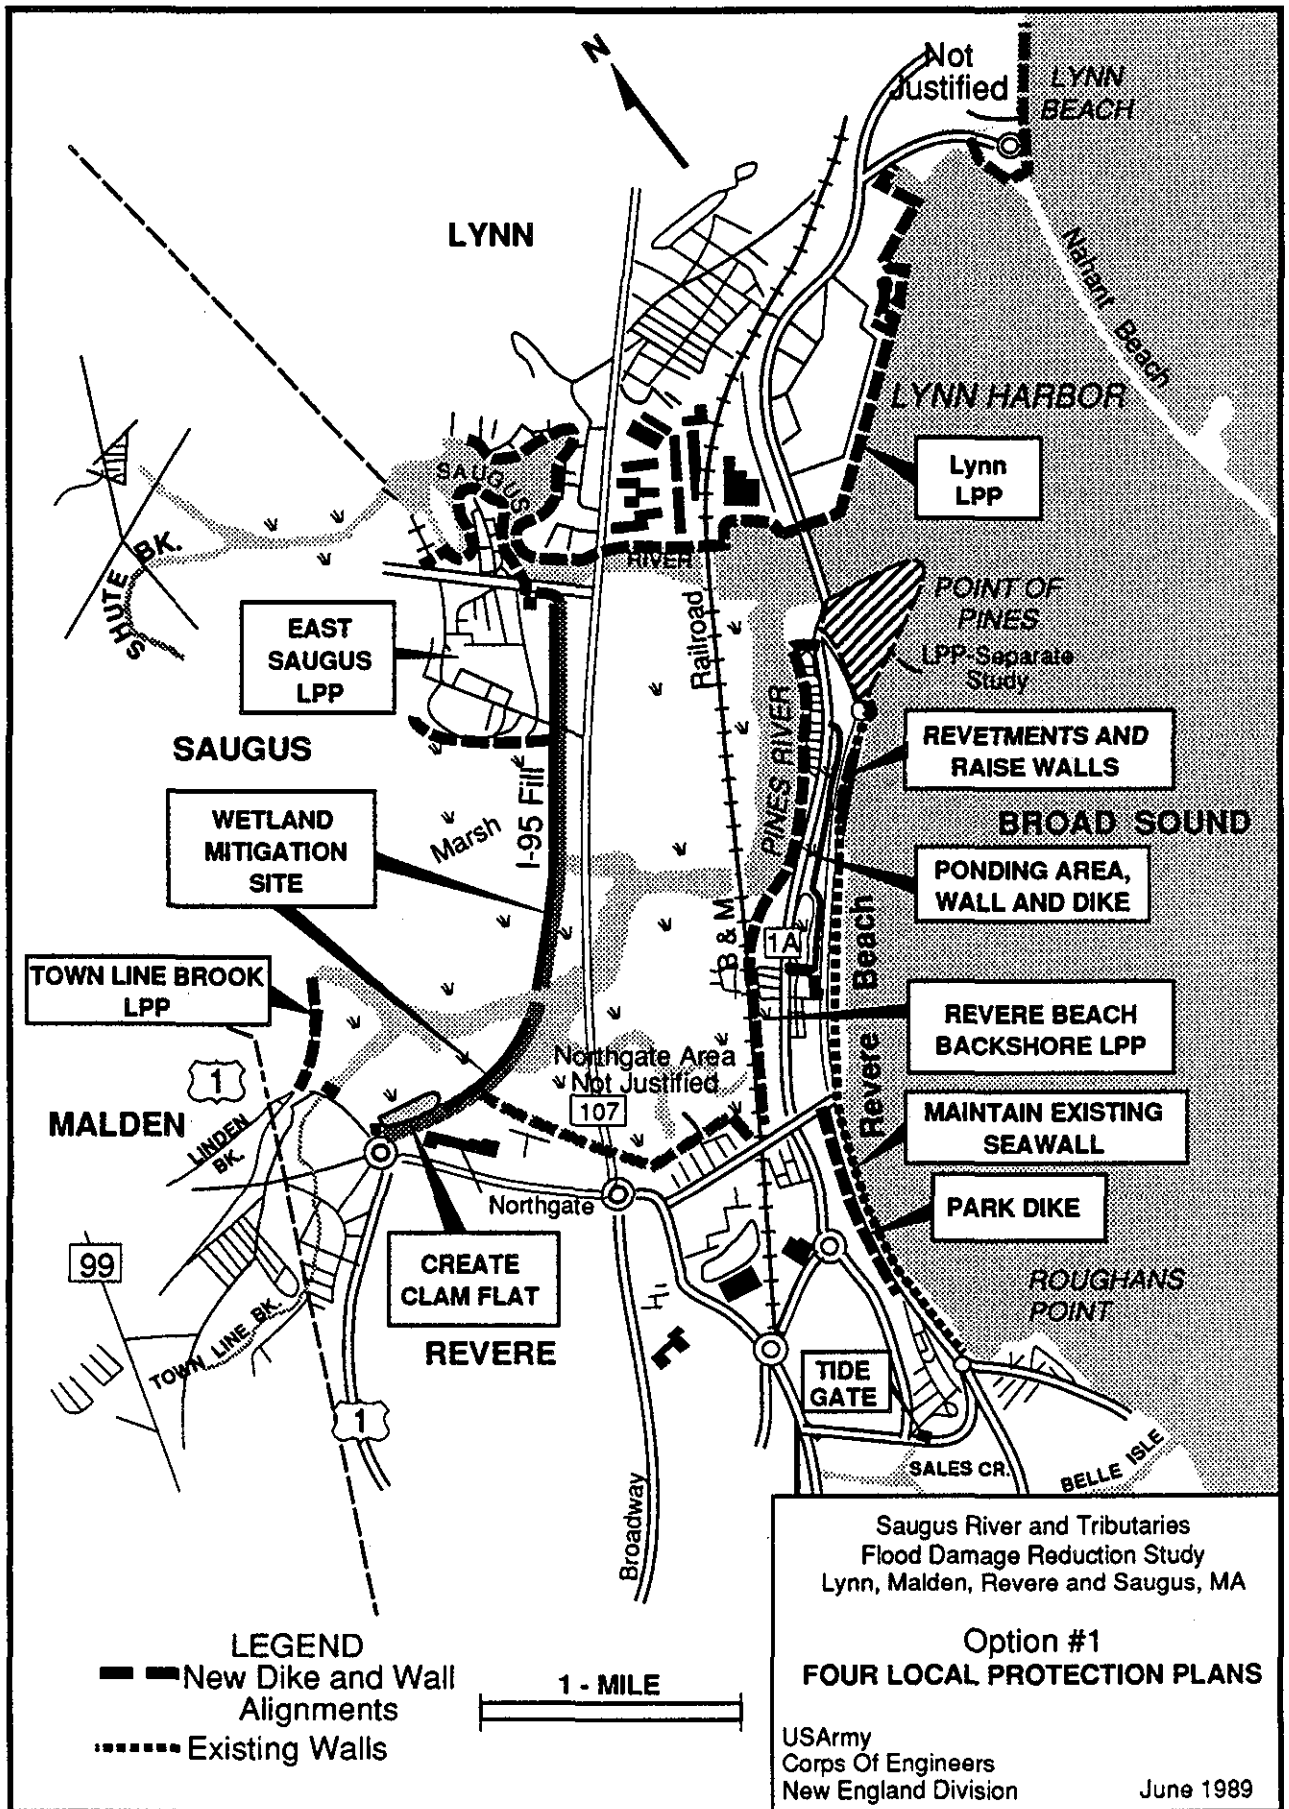 N
Not
Justified
LYNN
BEACH
LYNN
Nahant Beach
LYNN HARBOR
Lynn
LPP
SAUGUS
RIVER
SHUTE BK.
EAST
SAUGUS
LPP
Railroad
POINT OF
PINES
LPP-Separate
Study
PINES RIVER
SAUGUS
REVETMENTS AND
RAISE WALLS
I-95 Fill
WETLAND
MITIGATION
SITE
Marsh
BROAD SOUND
PONDING AREA,
WALL AND DIKE
B & M
1A
Revere Beach
TOWN LINE BROOK
LPP
REVERE BEACH
BACKSHORE LPP
Northgate Area
Not Justified
1
107
MALDEN
LINDEN
BK.
MAINTAIN EXISTING
SEAWALL
Northgate
PARK DIKE
99
CREATE
CLAM FLAT
ROUGHANS
POINT
TOWN LINE BK.
REVERE
TIDE
GATE
1
SALES CR.
BELLE ISLE
Broadway
Saugus River and Tributaries
Flood Damage Reduction Study
Lynn, Malden, Revere and Saugus, MA
Option #1
FOUR LOCAL PROTECTION PLANS
USArmy
Corps Of Engineers
New England Division June 1989
LEGEND
New Dike and Wall
Alignments
Existing Walls
1 - MILE